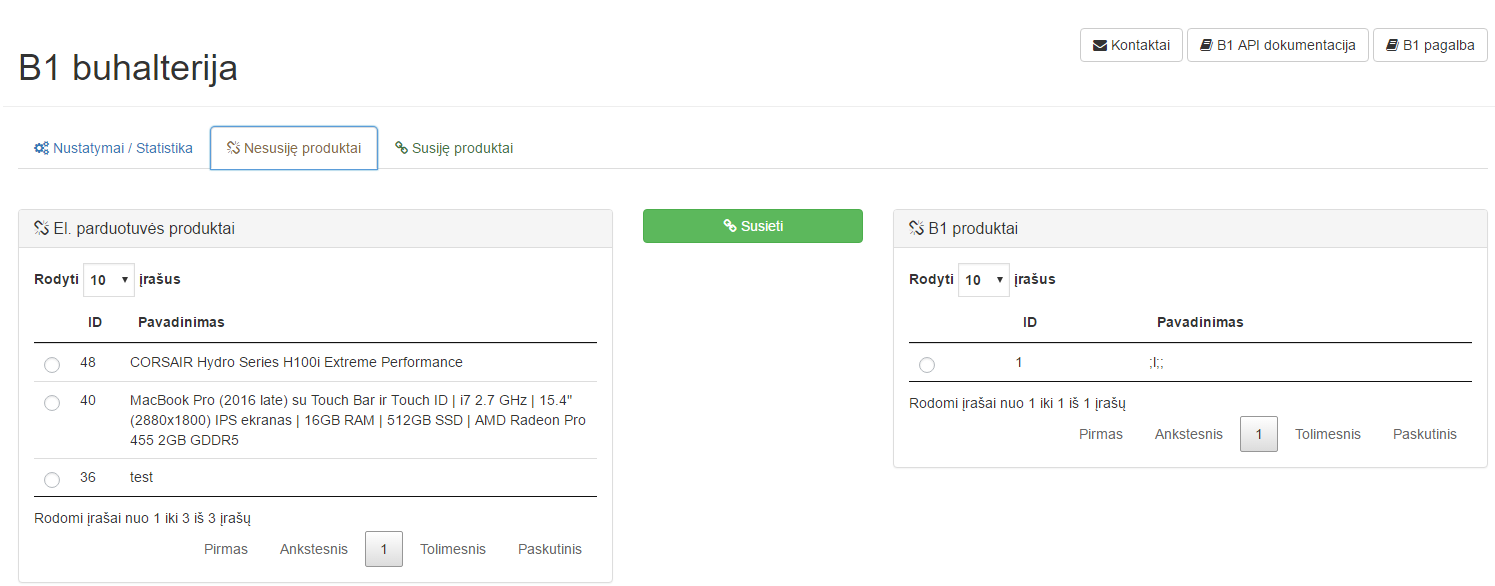 Kontaktai
B1 API dokumentacija
B1 pagalba
B1 buhalterija
Nustatymai / Statistika
Nesusiję produktai
Susiję produktai
El. parduotuvės produktai
Rodyti 10 įrašus
ID Pavadinimas
48 CORSAIR Hydro Series H100i Extreme Performance
40 MacBook Pro (2016 late) su Touch Bar ir Touch ID | i7 2.7 GHz | 15.4"
(2880x1800) IPS ekranas | 16GB RAM | 512GB SSD | AMD Radeon Pro
455 2GB GDDR5
36 test
Rodomi įrašai nuo 1 iki 3 iš 3 įrašų
Pirmas Ankstesnis 1 Tolimesnis Paskutinis
Susieti
B1 produktai
Rodyti 10 įrašus
ID Pavadinimas
1 ;l;;
Rodomi įrašai nuo 1 iki 1 iš 1 įrašų
Pirmas Ankstesnis 1 Tolimesnis Paskutinis